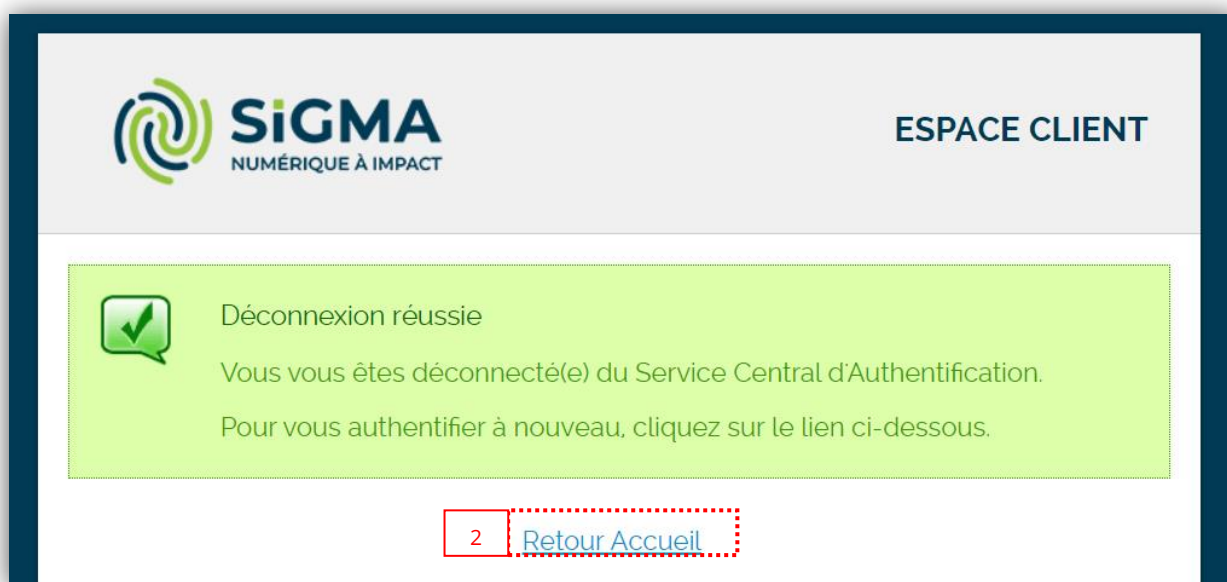 SiGMA
NUMÉRIQUE À IMPACT
ESPACE CLIENT
Déconnexion réussie
Vous vous êtes déconnecté(e) du Service Central d'Authentification.
Pour vous authentifier à nouveau, cliquez sur le lien ci-dessous.
2 Retour Accueil